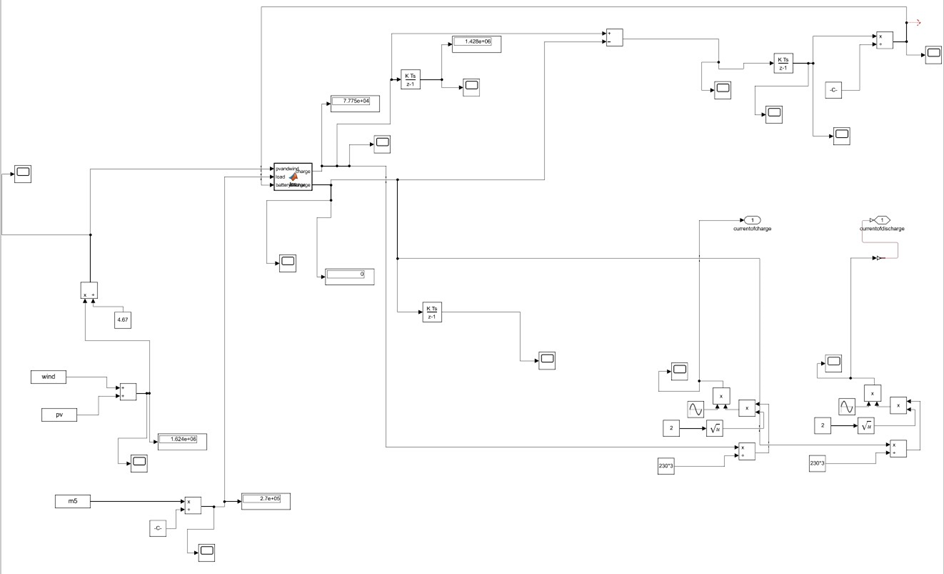 1.428e+06
K Ts
z-1
K Ts
z-1
-C-
7.775e+04
pvandwind
charge
load
1
currentofcharge
1
currentofdischarge
0
K Ts
z-1
4.67
wind
pv
1.624e+06
2
2
230*3
230*3
m5
2.7e+05
-C-